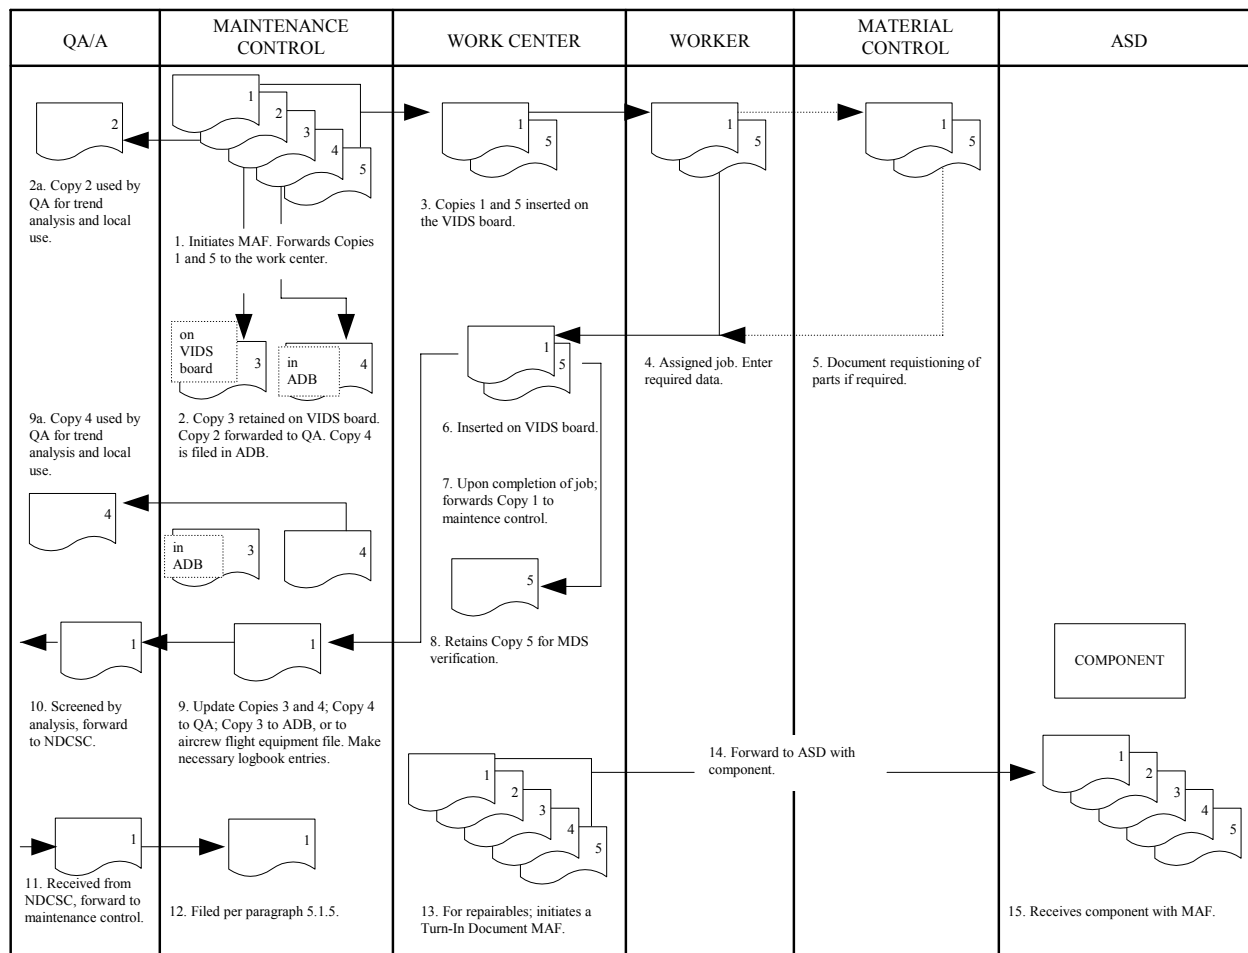 QA/A
MAINTENANCE
CONTROL
WORK CENTER
WORKER
MATERIAL
CONTROL
ASD
2
1
2
3
4
5
1
5
1
5
1
5
2a. Copy 2 used by
QA for trend
analysis and local
use.
1. Initiates MAF. Forwards Copies
1 and 5 to the work center.
3. Copies 1 and 5 inserted on
the VIDS board.
on
VIDS
board
3
in
ADB
4
1
5
4. Assigned job. Enter
required data.
5. Document requistioning of
parts if required.
9a. Copy 4 used by
QA for trend
analysis and local
use.
2. Copy 3 retained on VIDS board.
Copy 2 forwarded to QA. Copy 4
is filed in ADB.
6. Inserted on VIDS board.
7. Upon completion of job;
forwards Copy 1 to
maintence control.
4
in
ADB
3
4
5
8. Retains Copy 5 for MDS
verification.
1
1
COMPONENT
10. Screened by
analysis, forward
to NDCSC.
9. Update Copies 3 and 4; Copy 4
to QA; Copy 3 to ADB, or to
aircrew flight equipment file. Make
necessary logbook entries.
14. Forward to ASD with
component.
1
2
3
4
5
1
2
3
4
5
1
1
11. Received from
NDCSC, forward to
maintenance control.
12. Filed per paragraph 5.1.5.
13. For repairables; initiates a
Turn-In Document MAF.
15. Receives component with MAF.